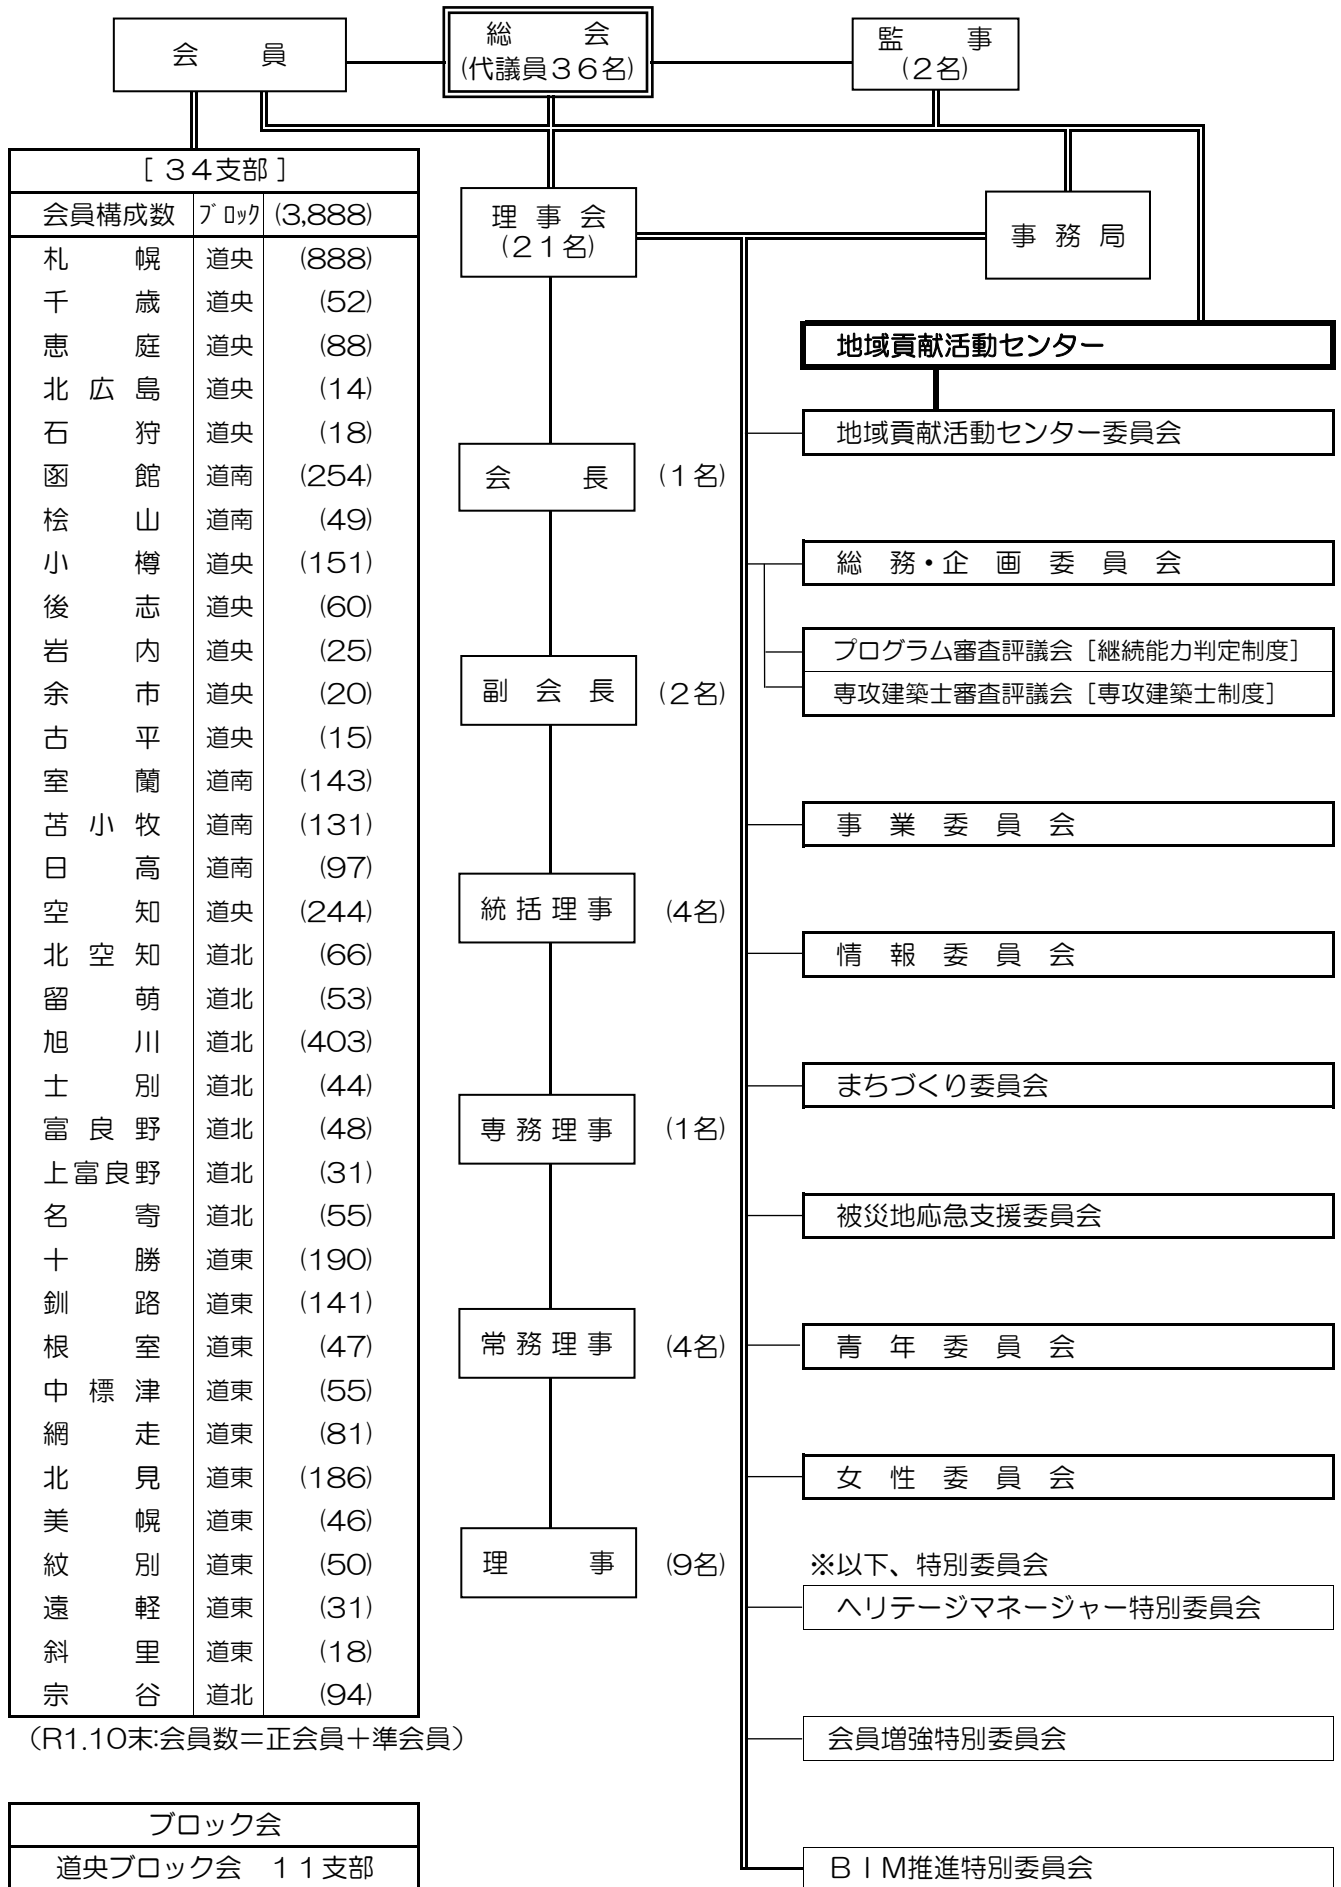 会員
総会
(代議員36名)
監事
(2名)
[ 34支部 ]
会員構成数 ブロック (3,888)
札幌 道央 (888)
千歳 道央 (52)
恵庭 道央 (88)
北広島 道央 (14)
石狩 道央 (18)
函館 道南 (254)
桧山 道南 (49)
小樽 道央 (151)
後志 道央 (60)
岩内 道央 (25)
余市 道央 (20)
古平 道央 (15)
室蘭 道南 (143)
苫小牧 道南 (131)
日高 道南 (97)
空知 道央 (244)
北空知 道北 (66)
留萌 道北 (53)
旭川 道北 (403)
士別 道北 (44)
富良野 道北 (48)
上富良野 道北 (31)
名寄 道北 (55)
十勝 道東 (190)
釧路 道東 (141)
根室 道東 (47)
中標津 道東 (55)
網走 道東 (81)
北見 道東 (186)
美幌 道東 (46)
紋別 道東 (50)
遠軽 道東 (31)
斜里 道東 (18)
宗谷 道北 (94)
(R1.10末:会員数=正会員+準会員)
ブロック会
道央ブロック会 11支部
理事会
(21名)
会長 (1名)
副会長 (2名)
統括理事 (4名)
専務理事 (1名)
常務理事 (4名)
理事 (9名)
事務局
地域貢献活動センター
地域貢献活動センター委員会
総務・企画委員会
プログラム審査評議会[継続能力判定制度]
専攻建築士審査評議会[専攻建築士制度]
事業委員会
情報委員会
まちづくり委員会
被災地応急支援委員会
青年委員会
女性委員会
※以下、特別委員会
ヘリテージマネージャー特別委員会
会員増強特別委員会
BIM推進特別委員会